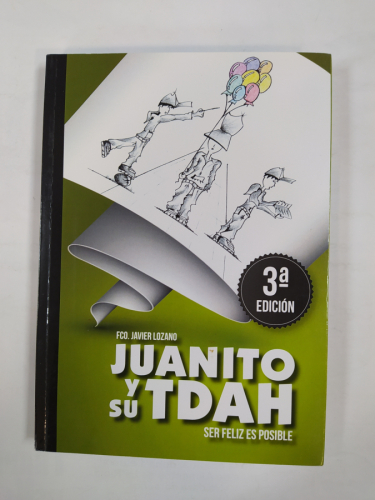 3ª
EDICIÓN
FCO. JAVIER LOZANO
JUANITO
Y
SU TDAH
SER FELIZ ES POSIBLE